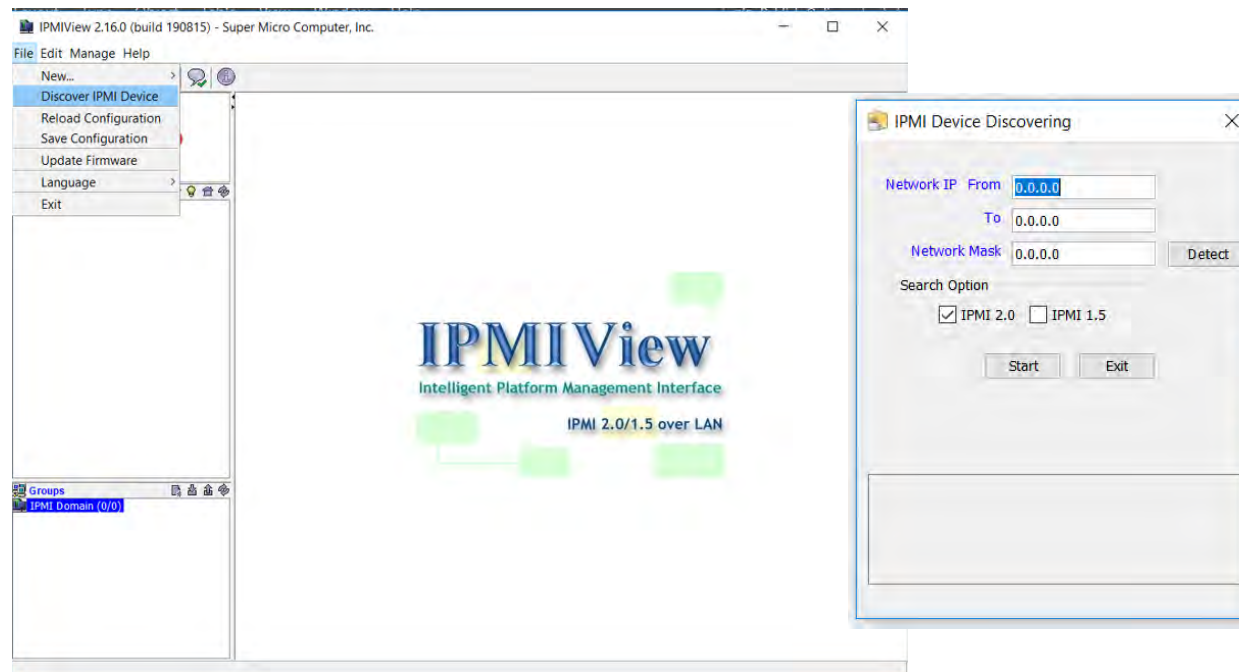 IPMIView 2.16.0 (build 190815) - Super Micro Computer, Inc.
File Edit Manage Help
New...
Discover IPMI Device
Reload Configuration
Save Configuration
Update Firmware
Language
Exit
IPMIView
Intelligent Platform Management Interface
IPMI 2.0/1.5 over LAN
Groups
IPMI Domain (0/0)
IPMI Device Discovering
Network IP From 0.0.0.0
To 0.0.0.0
Network Mask 0.0.0.0 Detect
Search Option
IPMI 2.0 IPMI 1.5
Start Exit